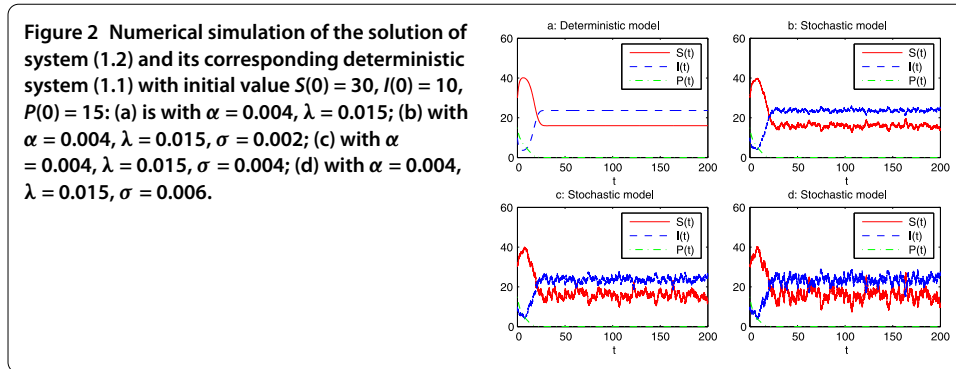 Figure 2 Numerical simulation of the solution of
system (1.2) and its corresponding deterministic
system (1.1) with initial value S(0) = 30, I(0) = 10,
P(0) = 15: (a) is with α = 0.004, λ = 0.015; (b) with
α = 0.004, λ = 0.015, σ = 0.002; (c) with α
= 0.004, λ = 0.015, σ = 0.004; (d) with α = 0.004,
λ = 0.015, σ = 0.006.
a: Deterministic model
60
40
20
0
0 50 100 150 200
t
S(t)
I(t)
P(t)
b: Stochastic model
60
40
20
0
0 50 100 150 200
t
S(t)
I(t)
P(t)
c: Stochastic model
60
40
20
0
0 50 100 150 200
t
S(t)
I(t)
P(t)
d: Stochastic model
60
40
20
0
0 50 100 150 200
t
S(t)
I(t)
P(t)